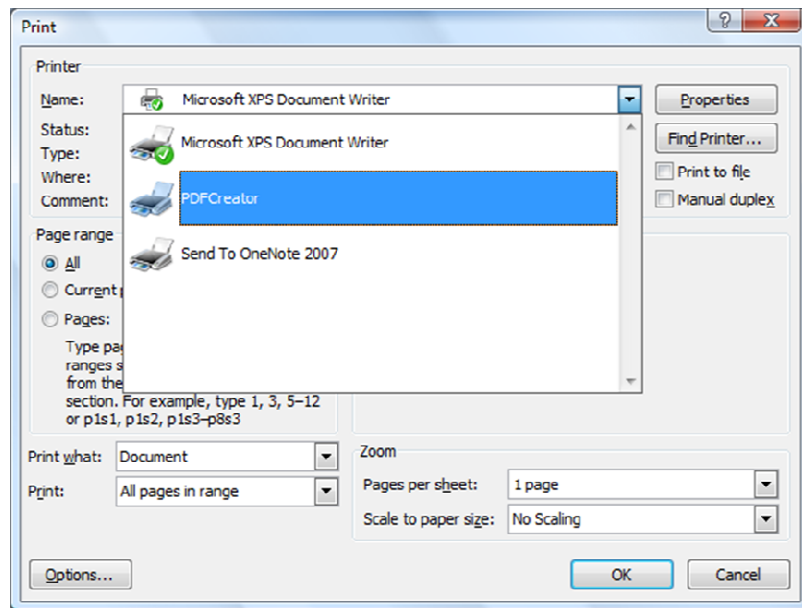 Print
Printer
Name: Microsoft XPS Document Writer Properties
Status:
Microsoft XPS Document Writer Find Printer...
Type:
Where: Print to file
Comment: PDFCreator Manual duplex
Page range
All Send To OneNote 2007
Current p
Pages:
Type pag
ranges s
from the
section. For example, type 1, 3, 5–12
or p1s1, p1s2, p1s3–p8s3
Print what: Document Zoom
Print: All pages in range Pages per sheet: 1 page
Scale to paper size: No Scaling
Options... OK Cancel